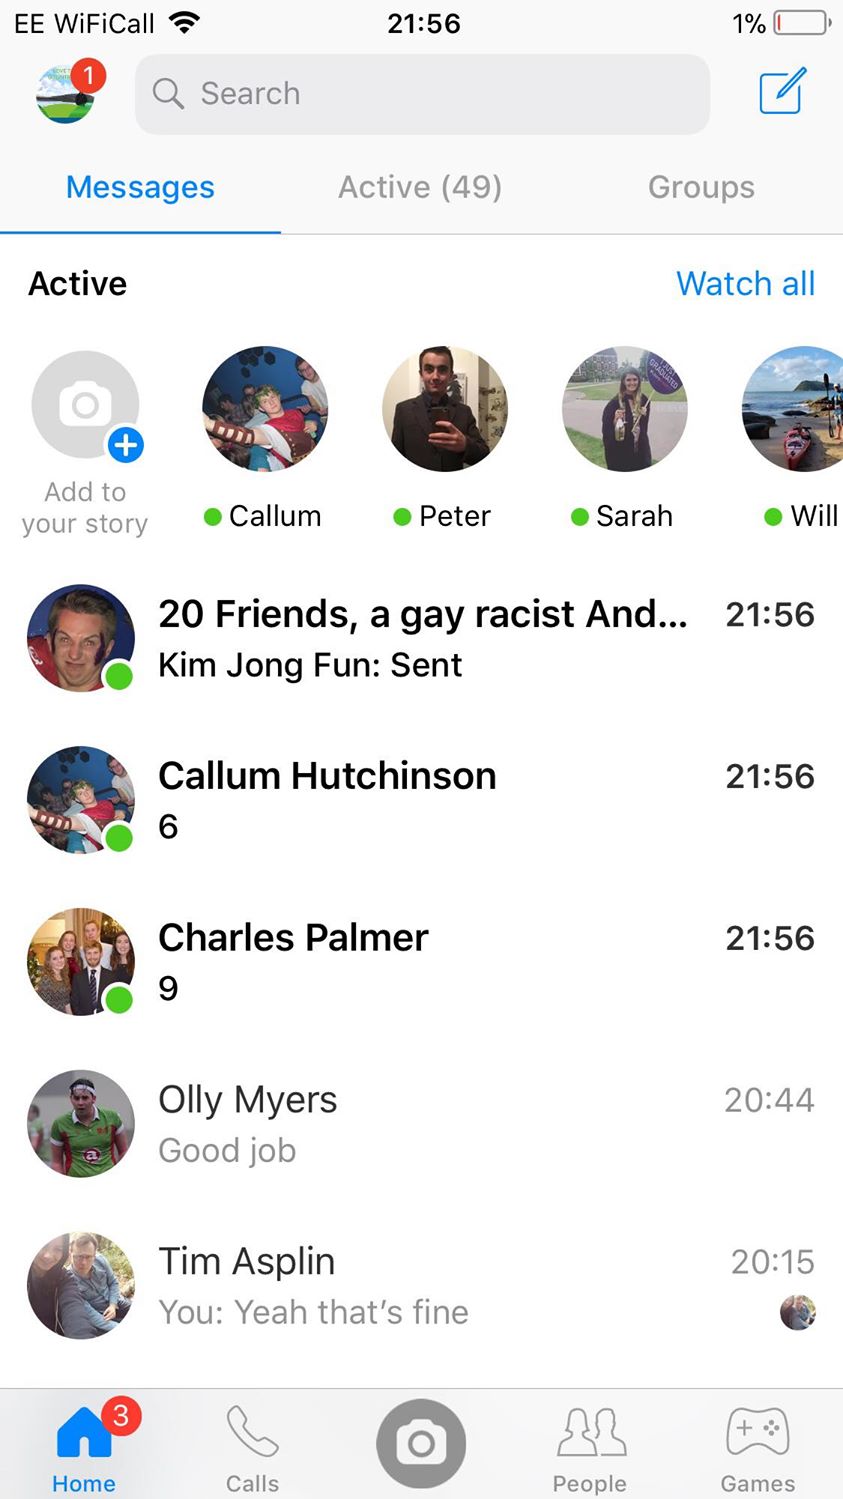 EE WiFiCall 21:56 1%
1 Search
Messages Active (49) Groups
Active Watch all
I JUST
GRADUATED
Add to
your story
Callum Peter Sarah Will
20 Friends, a gay racist And... 21:56
Kim Jong Fun: Sent
Callum Hutchinson 21:56
6
Charles Palmer 21:56
9
Olly Myers 20:44
Good job
a
Tim Asplin 20:15
You: Yeah that's fine
3
Home Calls People Games